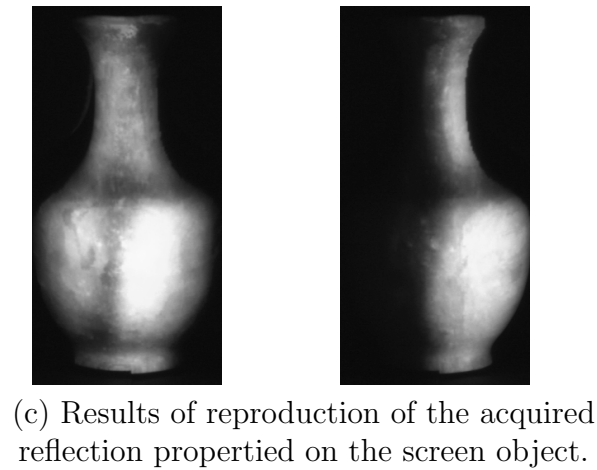 (c) Results of reproduction of the acquired
reflection propertied on the screen object.